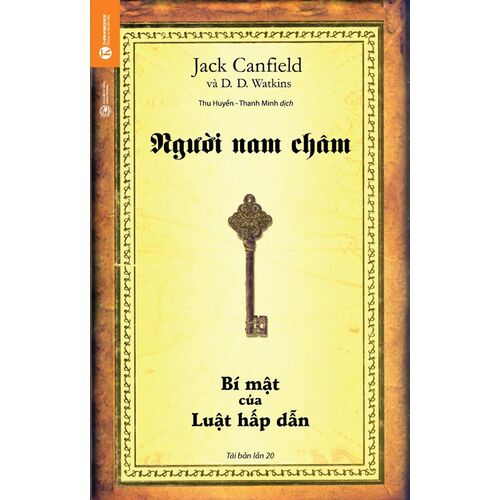 Jack Canfield
và D. D. Watkins
Thu Huyền - Thanh Minh dịch
Người nam châm
Bí mật
của
Luật hấp dẫn
Tái bản lần 20